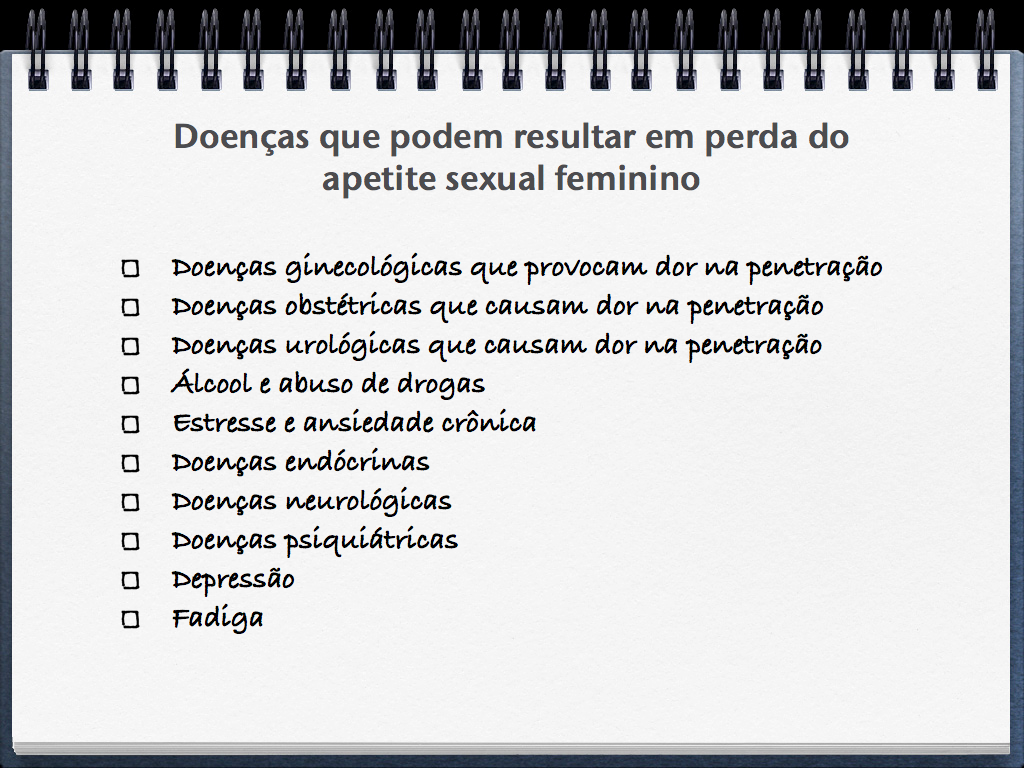 Doenças que podem resultar em perda do
apetite sexual feminino
Doenças ginecológicas que provocam dor na penetração
Doenças obstétricas que causam dor na penetração
Doenças urológicas que causam dor na penetração
Álcool e abuso de drogas
Estresse e ansiedade crônica
Doenças endócrinas
Doenças neurológicas
Doenças psiquiátricas
Depressão
Fadiga